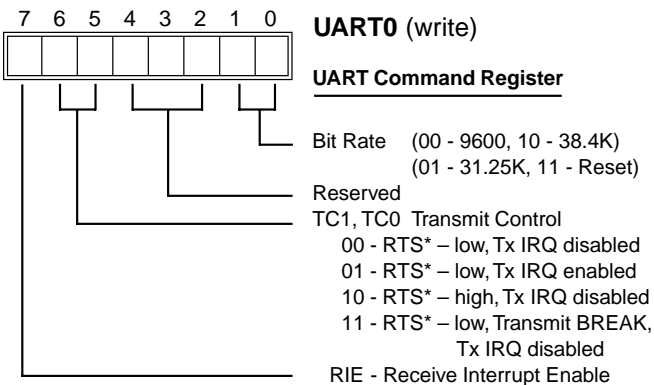 7 6 5 4 3 2 1 0
UART0 (write)
UART Command Register
Bit Rate (00 - 9600, 10 - 38.4K)
(01 - 31.25K, 11 - Reset)
Reserved
TC1, TC0 Transmit Control
00 - RTS* – low, Tx IRQ disabled
01 - RTS* – low, Tx IRQ enabled
10 - RTS* – high, Tx IRQ disabled
11 - RTS* – low, Transmit BREAK,
Tx IRQ disabled
RIE - Receive Interrupt Enable